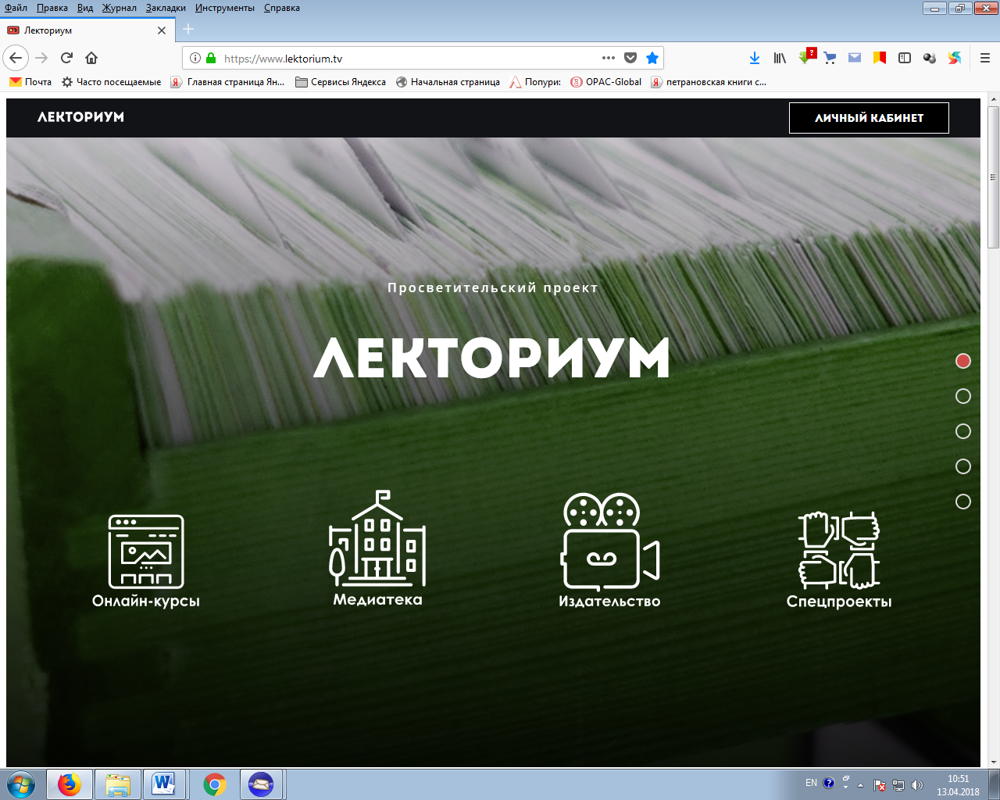 Файл Правка Вид Журнал Закладки Инструменты Справка
Лекториум
https://www.lektorium.tv
?
Почта Часто посещаемые Главная страница Ян... Сервисы Яндекса Начальная страница Попури: OPAC-Global петрановская книги с...
ЛЕКТОРИУМ
ЛИЧНЫЙ КАБИНЕТ
Просветительский проект
ЛЕКТОРИУМ
Онлайн-курсы Медиатека Издательство Спецпроекты
EN
10:51
13.04.2018